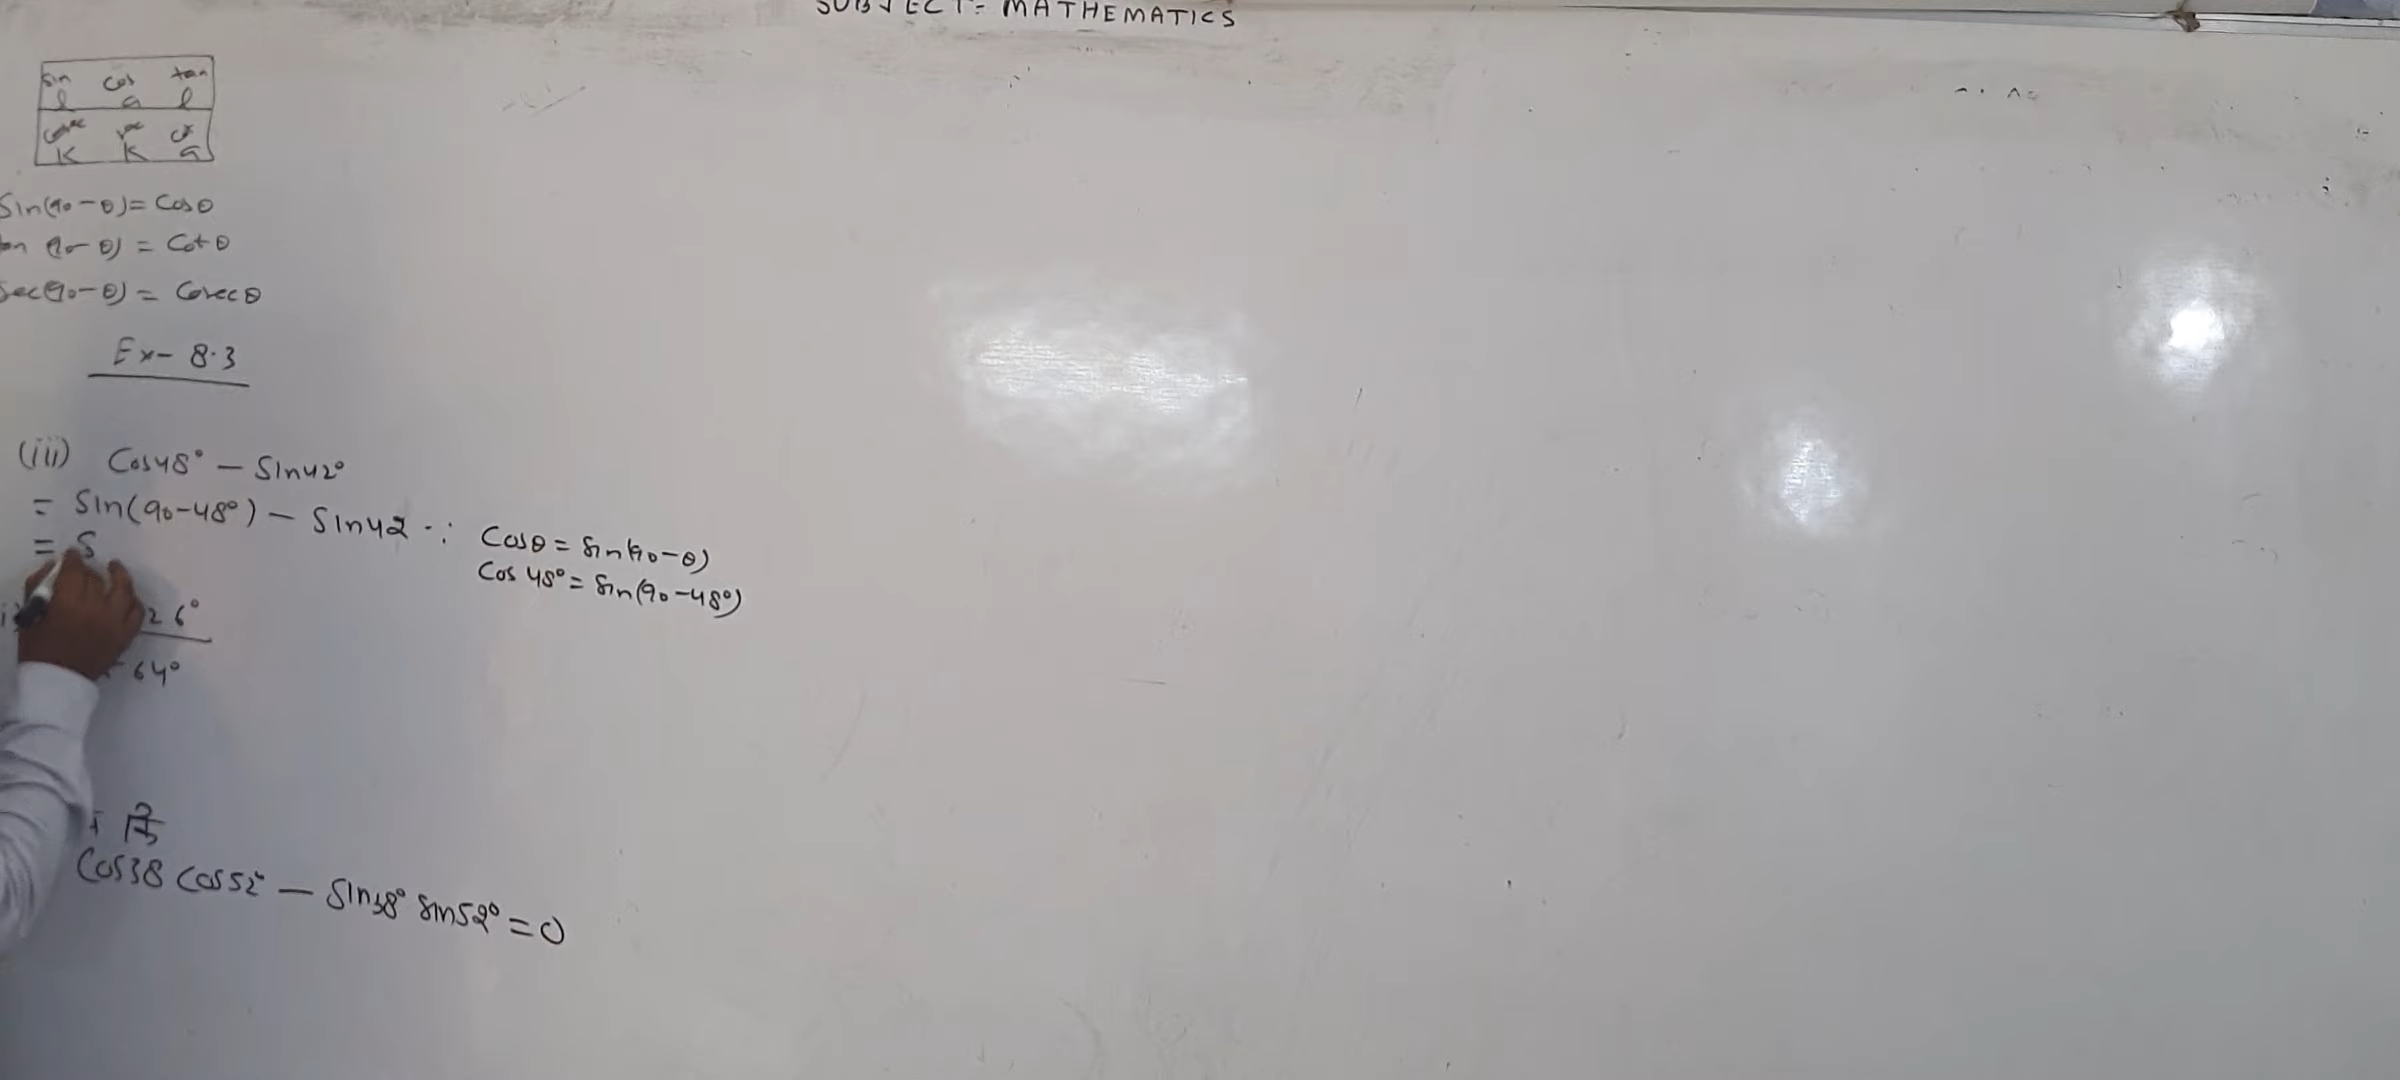 SUBJECT:- MATHEMATICS
sin cos tan
l a l
cosec sec cot
K K a
Sin(90-θ)= Cosθ
(90-θ) = Cotθ
Sec(90-θ) = Cosecθ
Ex- 8.3
(iii) Cos48° - Sin42°
= Sin(90-48°) - Sin42 ∵ Cosθ = Sin(90-θ)
= S
Cos 48° = Sin(90-48°)
26°
64°
कि
Cos38 Cos52° - Sin38° Sin52° = 0